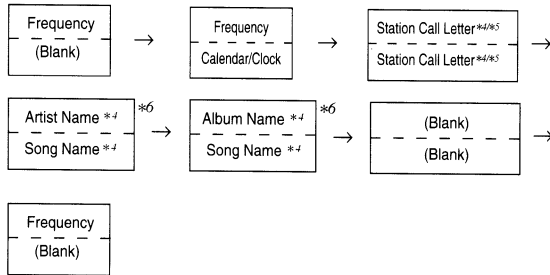 Frequency
(Blank)
Frequency
Calendar/Clock
Station Call Letter*4/*5
Station Call Letter*4/*5
Artist Name *4
Song Name *4
*6
Album Name *4
Song Name *4
*6
(Blank)
(Blank)
Frequency
(Blank)